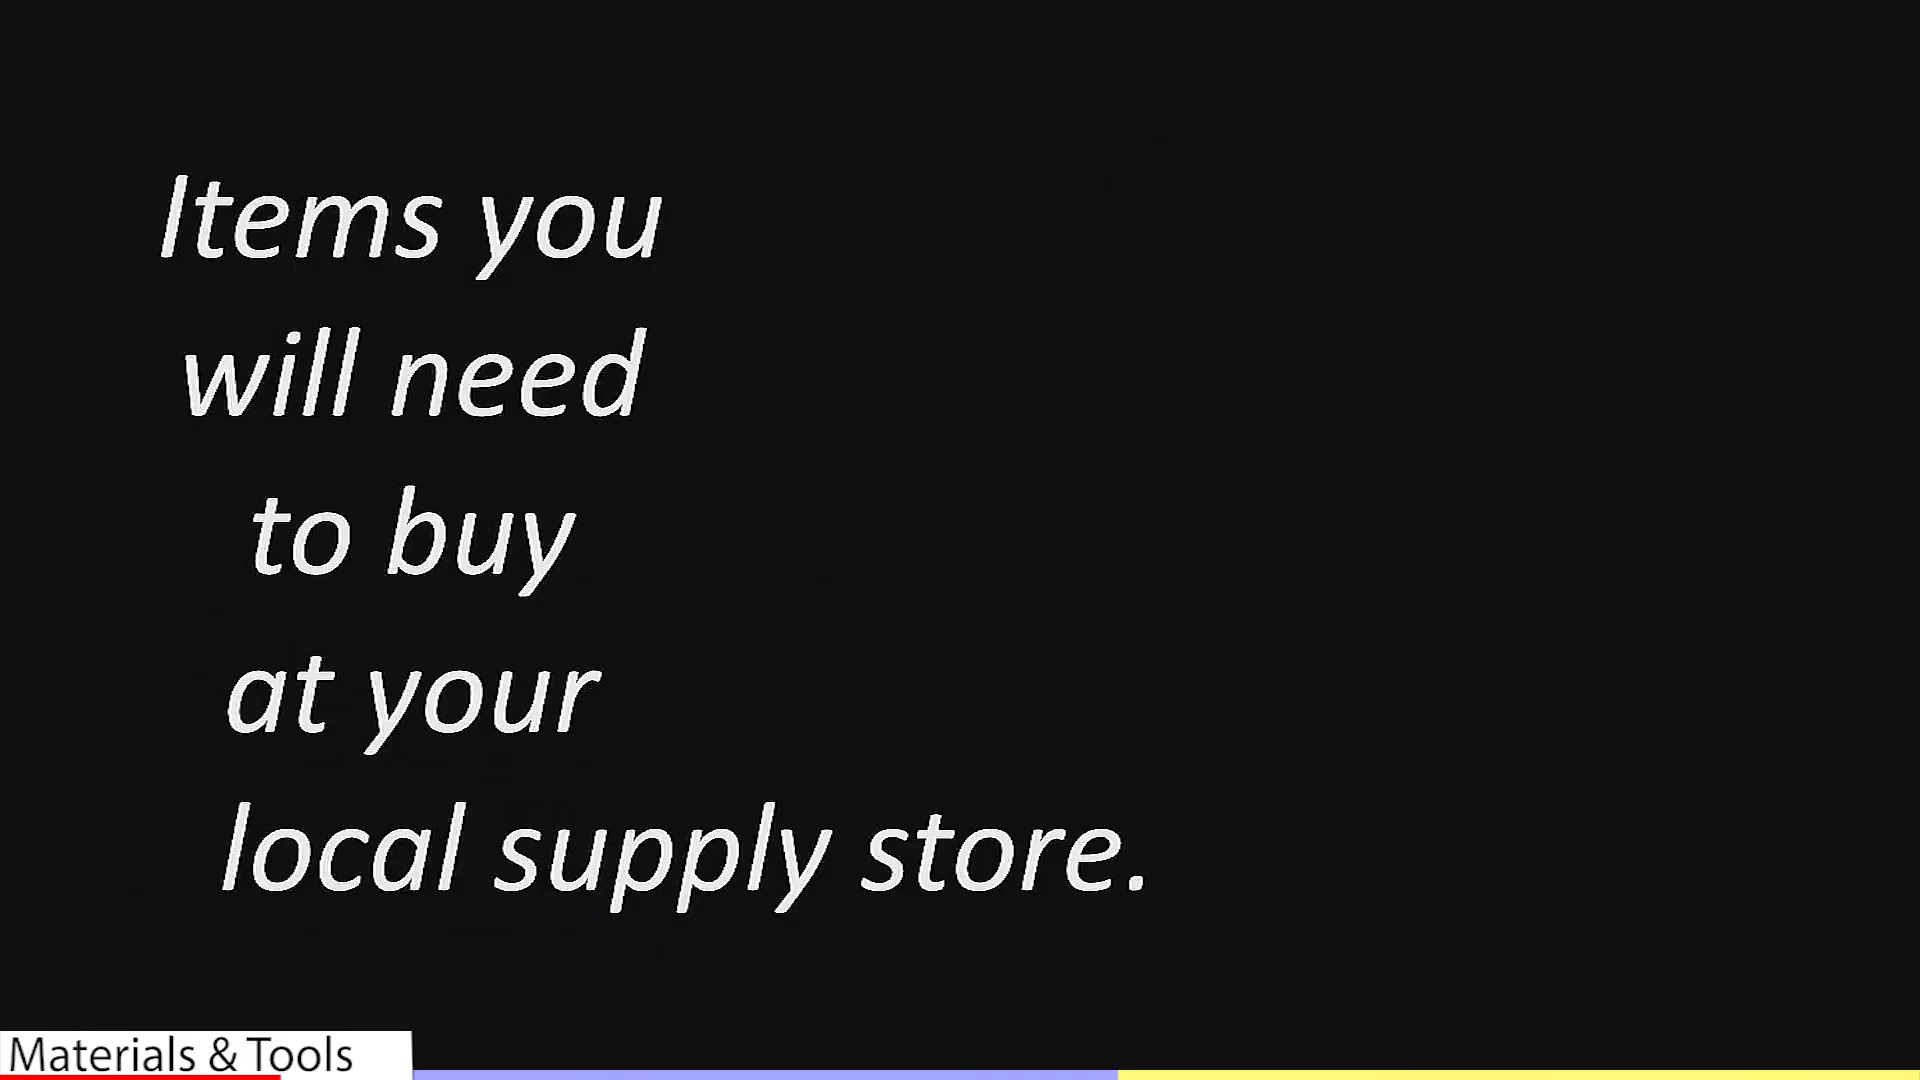 Items you
will need
to buy
at your
local supply store.
Materials & Tools